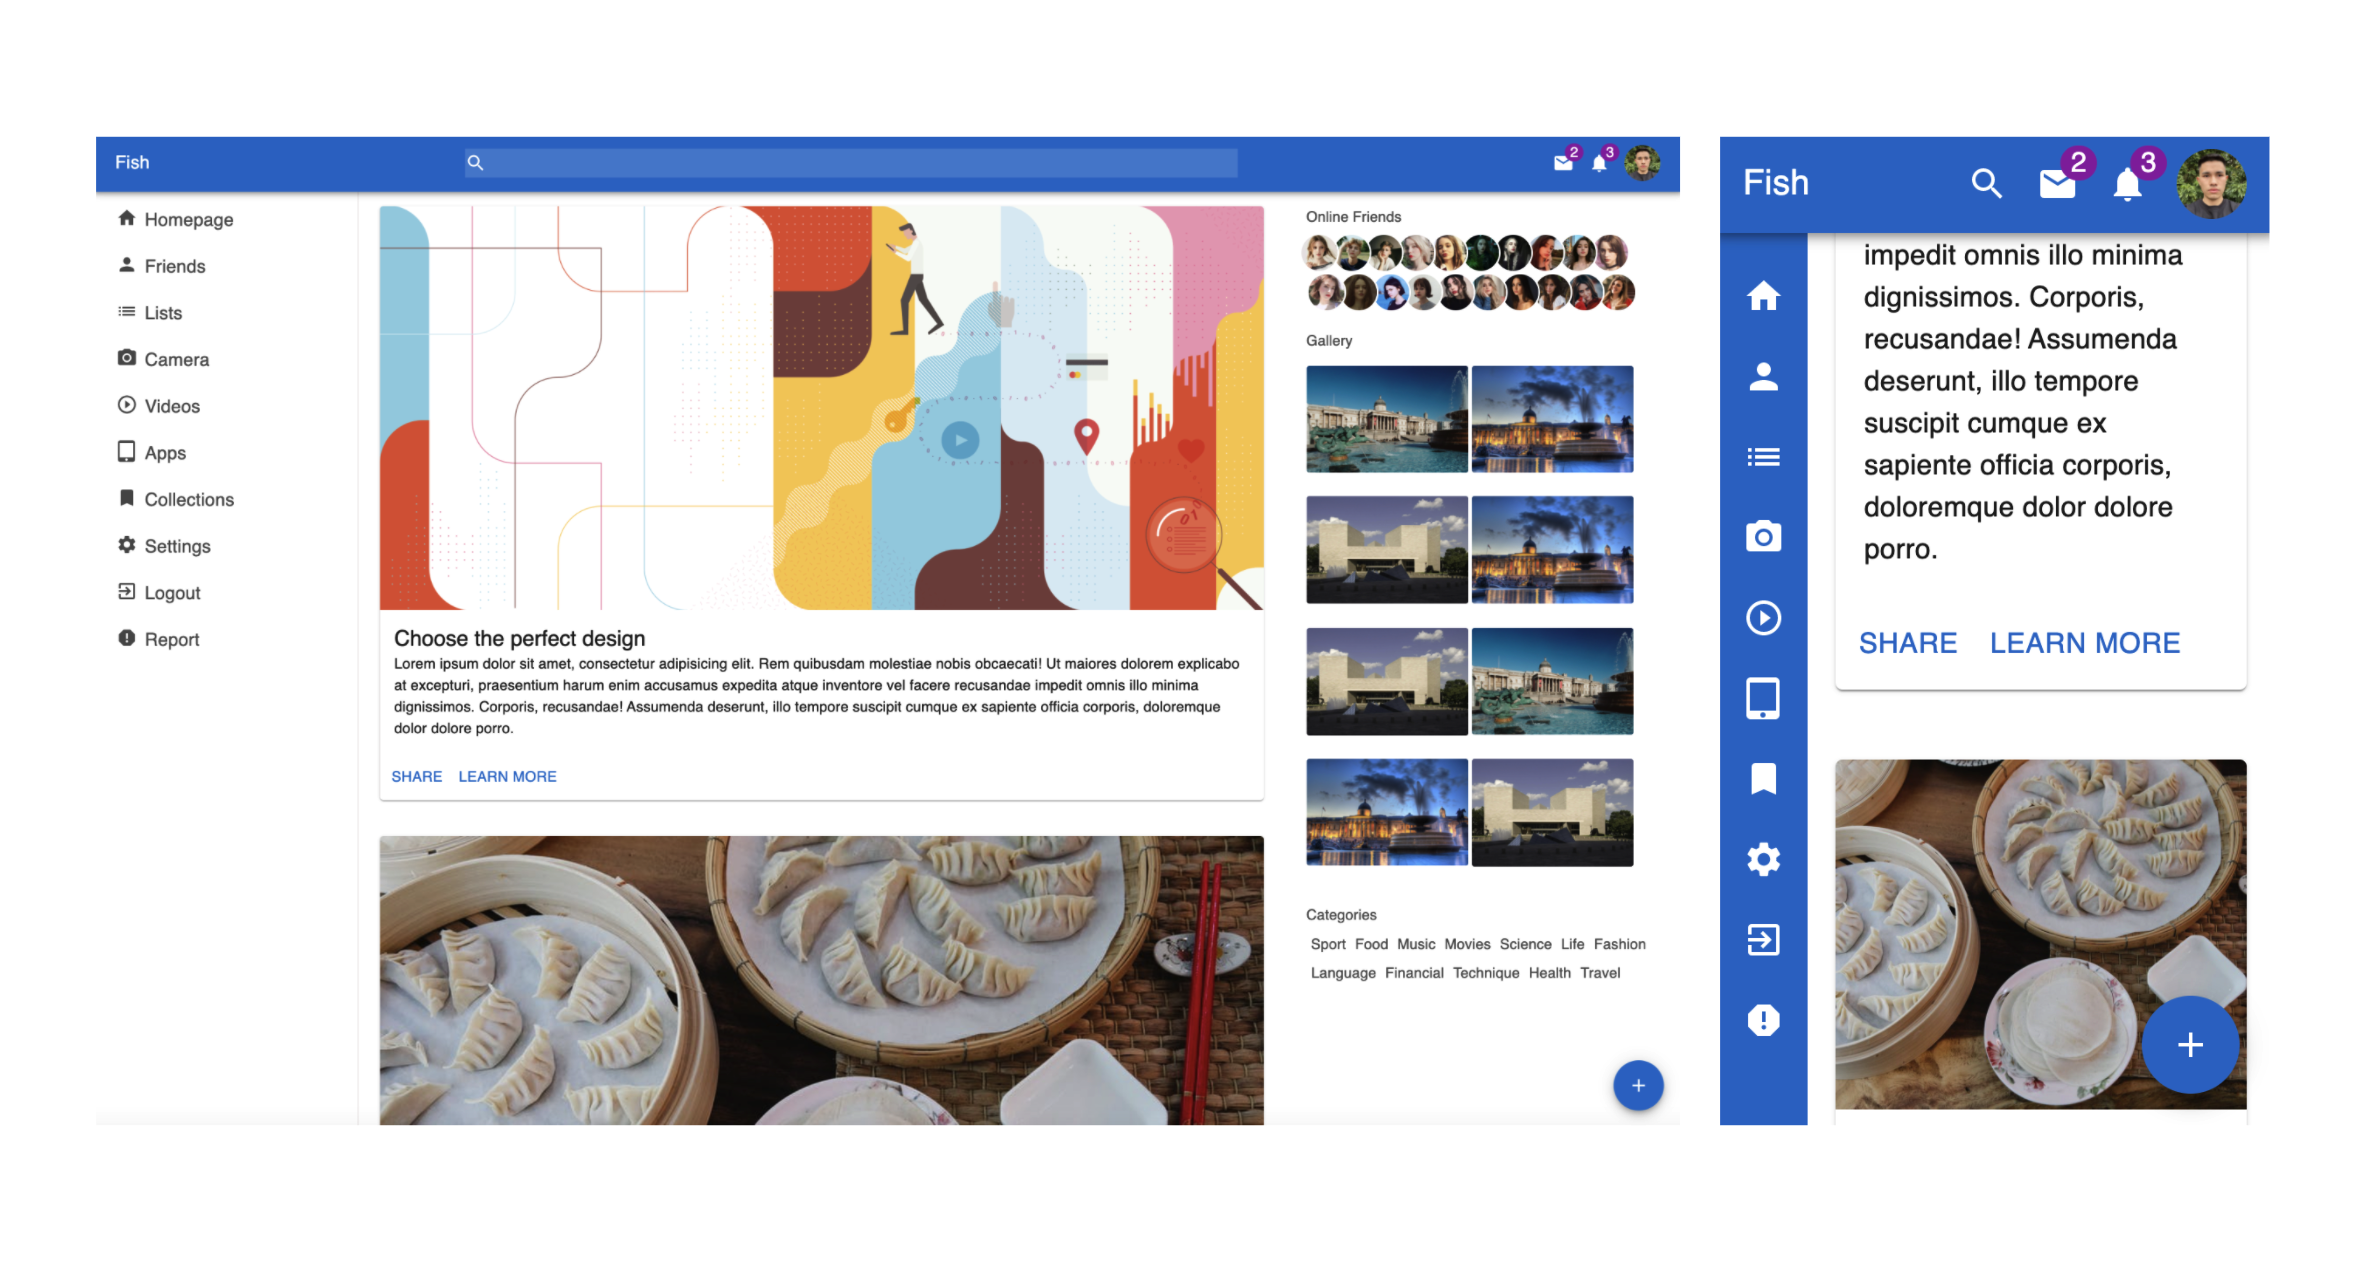 Fish
2
3
Homepage
Friends
Lists
Camera
Videos
Apps
Collections
Settings
Logout
Report
Choose the perfect design
Lorem ipsum dolor sit amet, consectetur adipisicing elit. Rem quibusdam molestiae nobis obcaecati! Ut maiores dolorem explicabo
at excepturi, praesentium harum enim accusamus expedita atque inventore vel facere recusandae impedit omnis illo minima
dignissimos. Corporis, recusandae! Assumenda deserunt, illo tempore suscipit cumque ex sapiente officia corporis, doloremque
dolor dolore porro.
SHARE LEARN MORE
Online Friends
Gallery
Categories
Sport Food Music Movies Science Life Fashion
Language Financial Technique Health Travel
+
Fish
2
3
impedit omnis illo minima
dignissimos. Corporis,
recusandae! Assumenda
deserunt, illo tempore
suscipit cumque ex
sapiente officia corporis,
doloremque dolor dolore
porro.
SHARE LEARN MORE
+